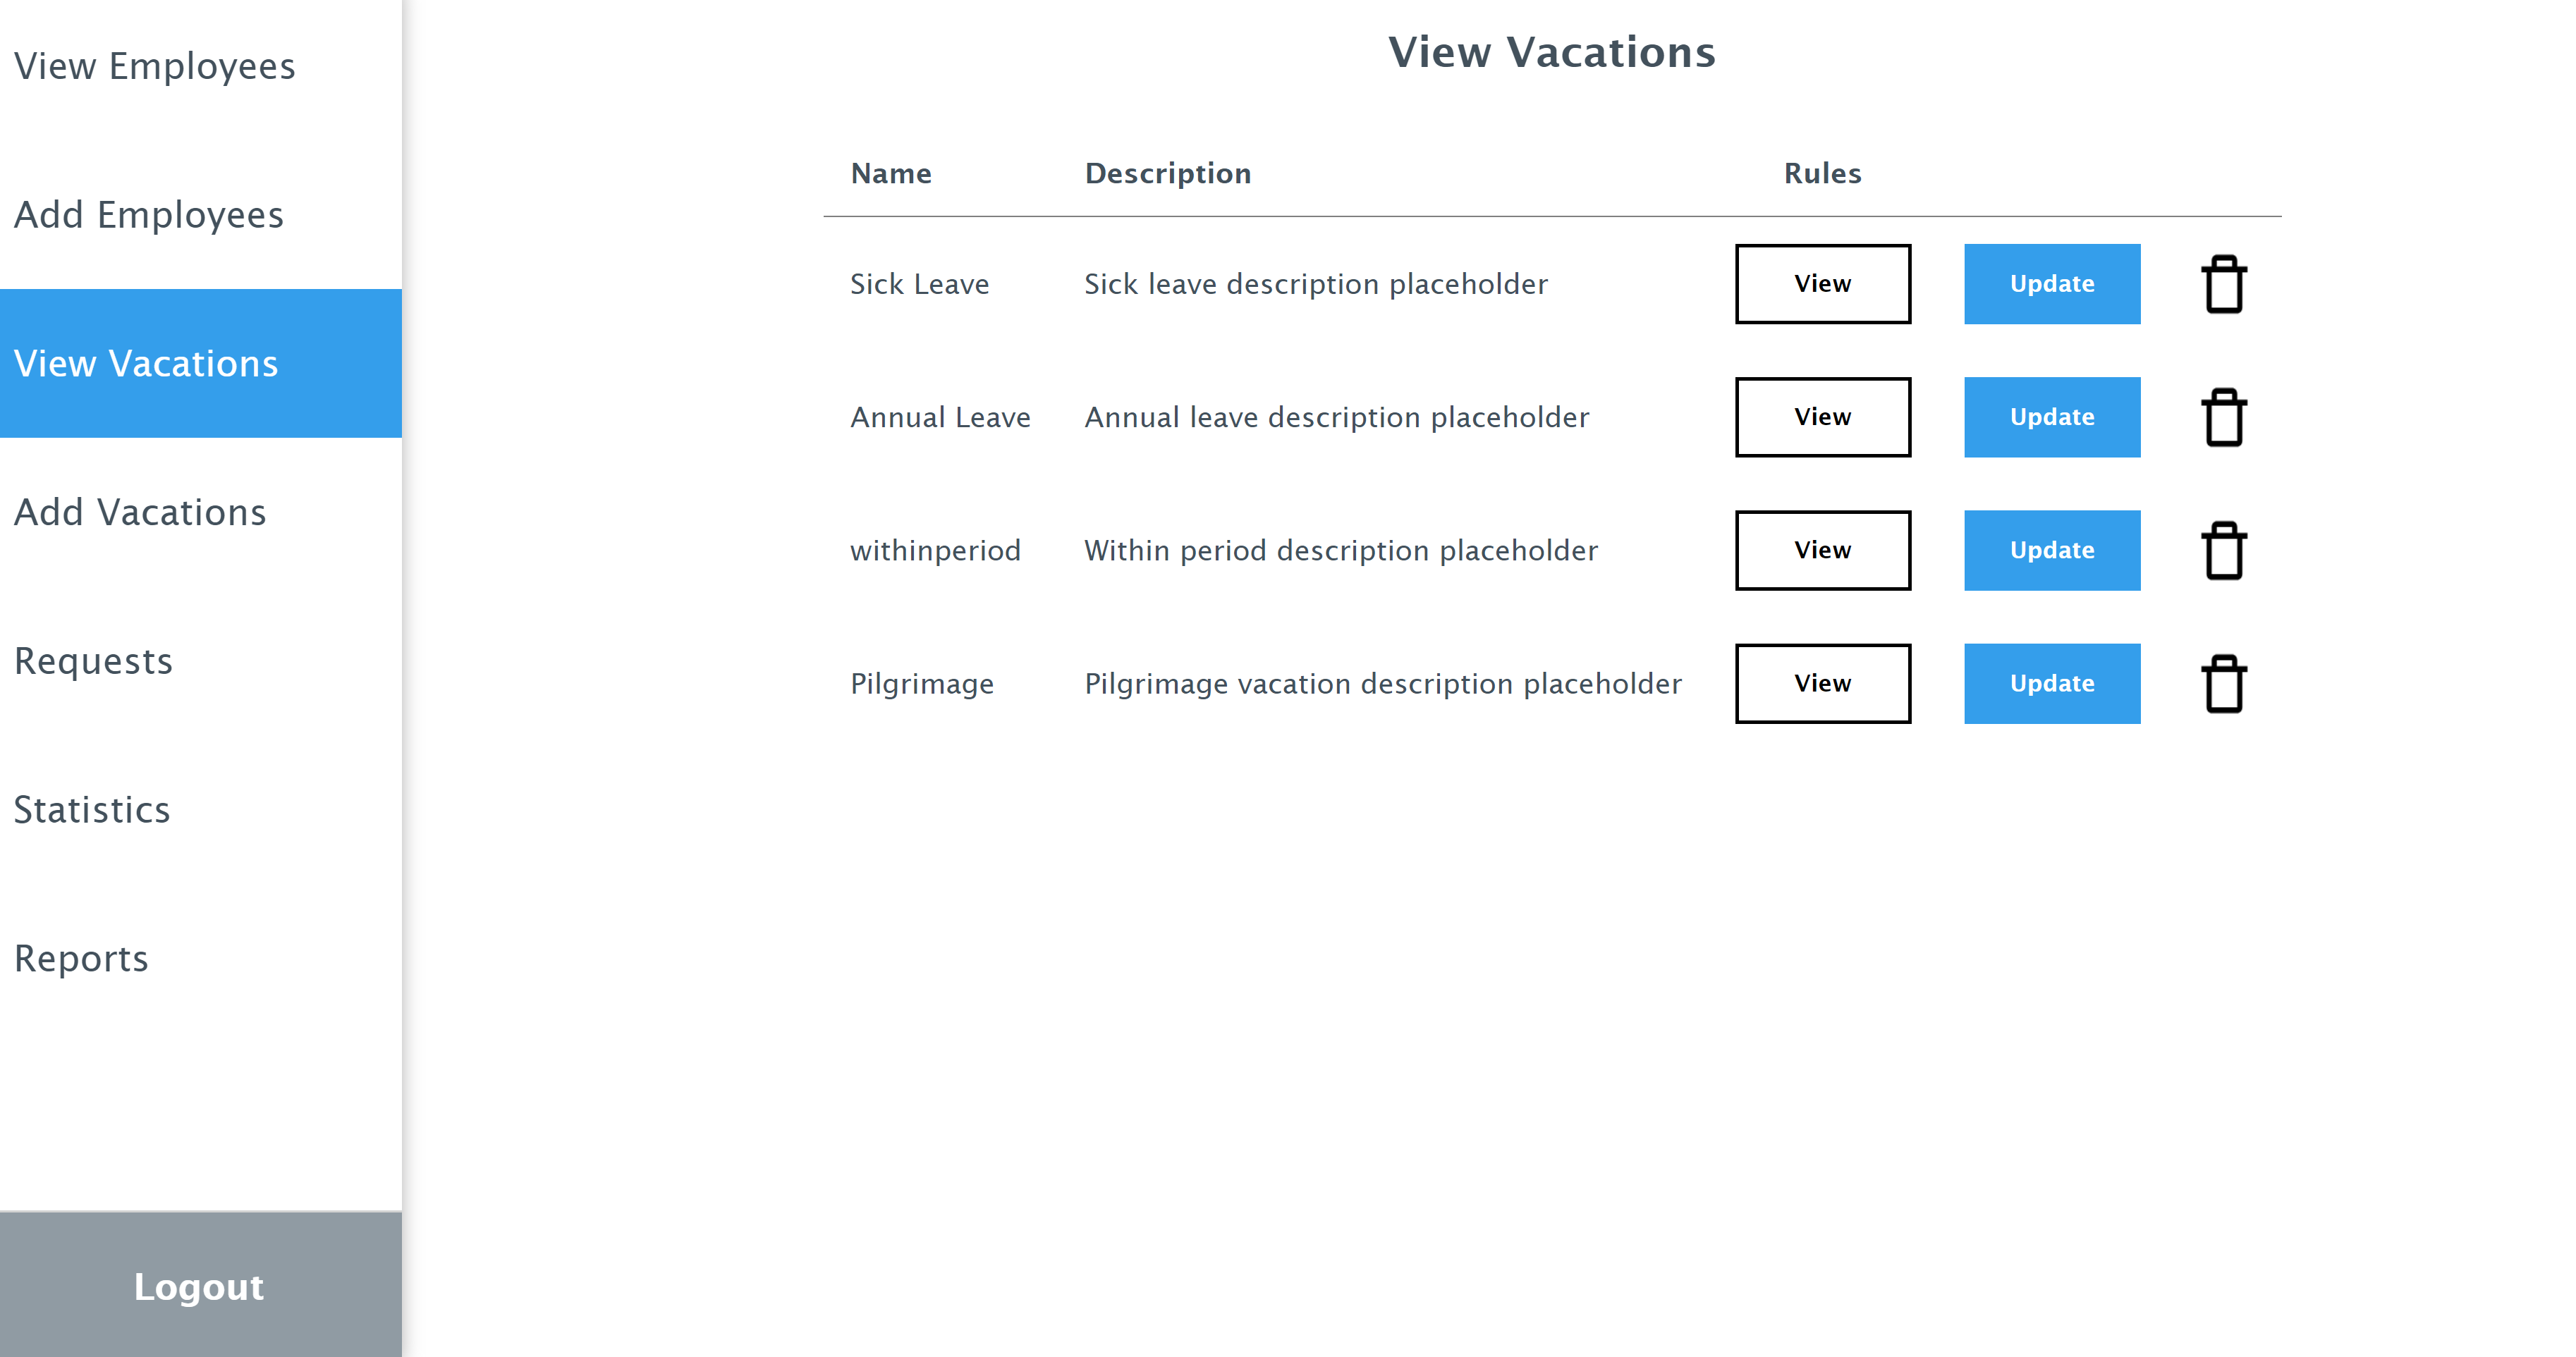 View Employees
Add Employees
View Vacations
Add Vacations
Requests
Statistics
Reports
Logout
View Vacations
Name Description Rules
Sick Leave Sick leave description placeholder View Update
Annual Leave Annual leave description placeholder View Update
withinperiod Within period description placeholder View Update
Pilgrimage Pilgrimage vacation description placeholder View Update